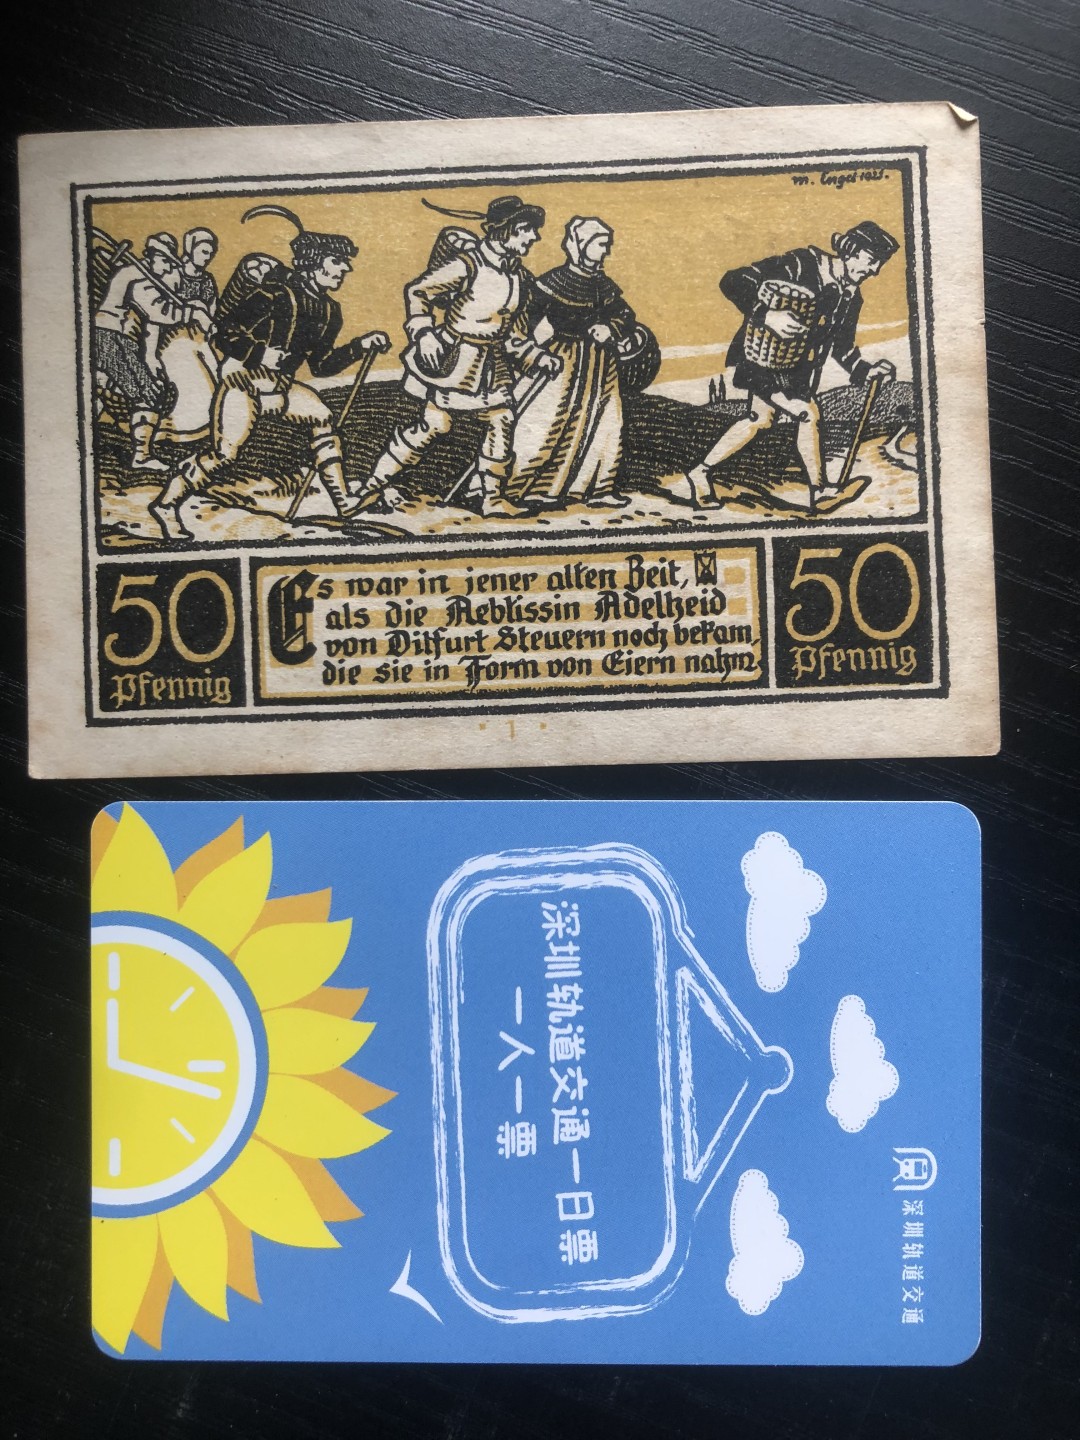 M. Engel 1921.
50
Pfennig
Es war in jener alten Zeit,
als die Aebtissin Adelheid
von Ditfurt Steuern noch bekam,
die sie in Form von Eiern nahm.
50
Pfennig
· 1 ·
深圳轨道交通
深圳轨道交通一日票
一人一票